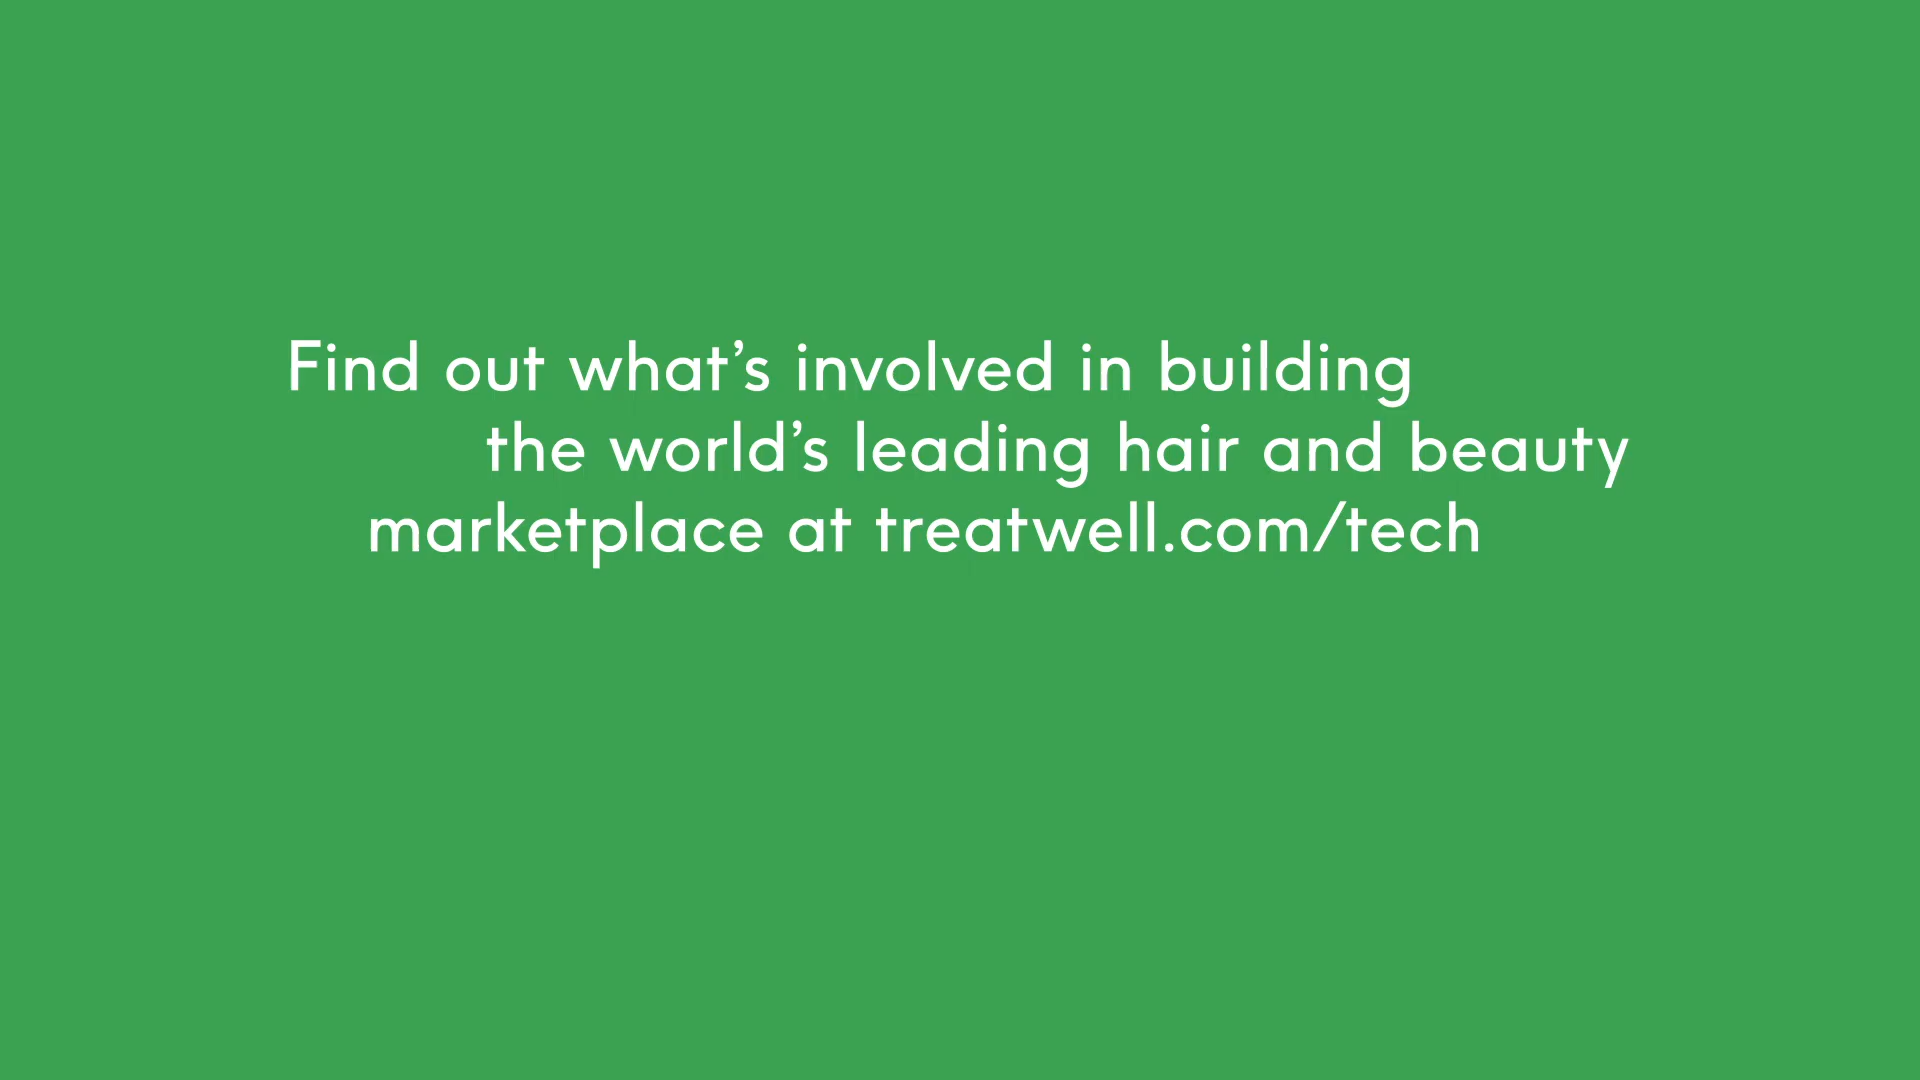 Find out what’s involved in building
the world’s leading hair and beauty
marketplace at treatwell.com/tech